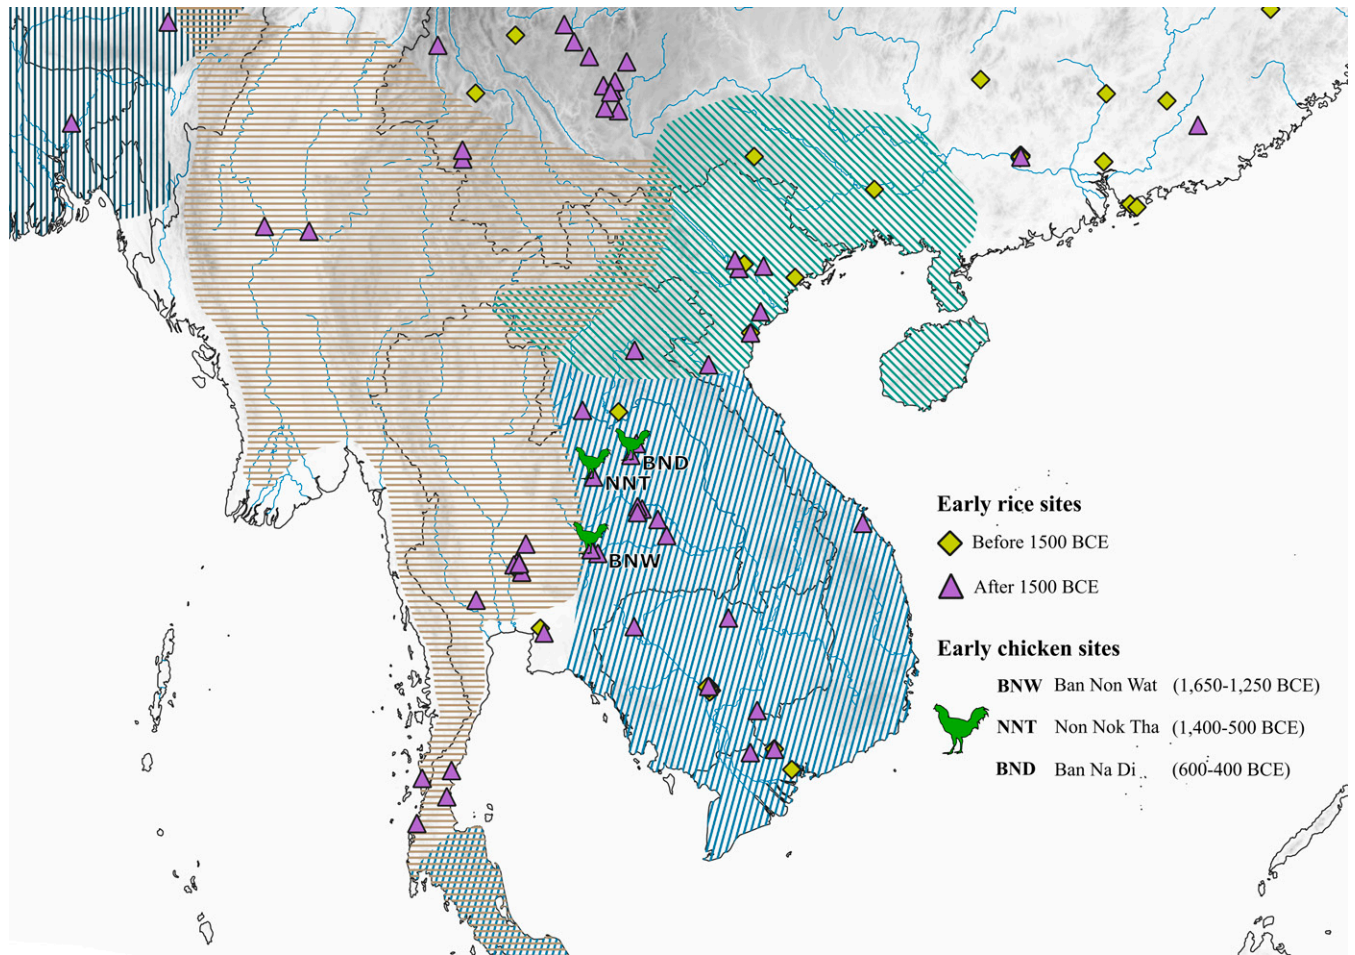 BND
NNT
BNW
Early rice sites
Before 1500 BCE
After 1500 BCE
Early chicken sites
BNW Ban Non Wat (1,650-1,250 BCE)
NNT Non Nok Tha (1,400-500 BCE)
BND Ban Na Di (600-400 BCE)